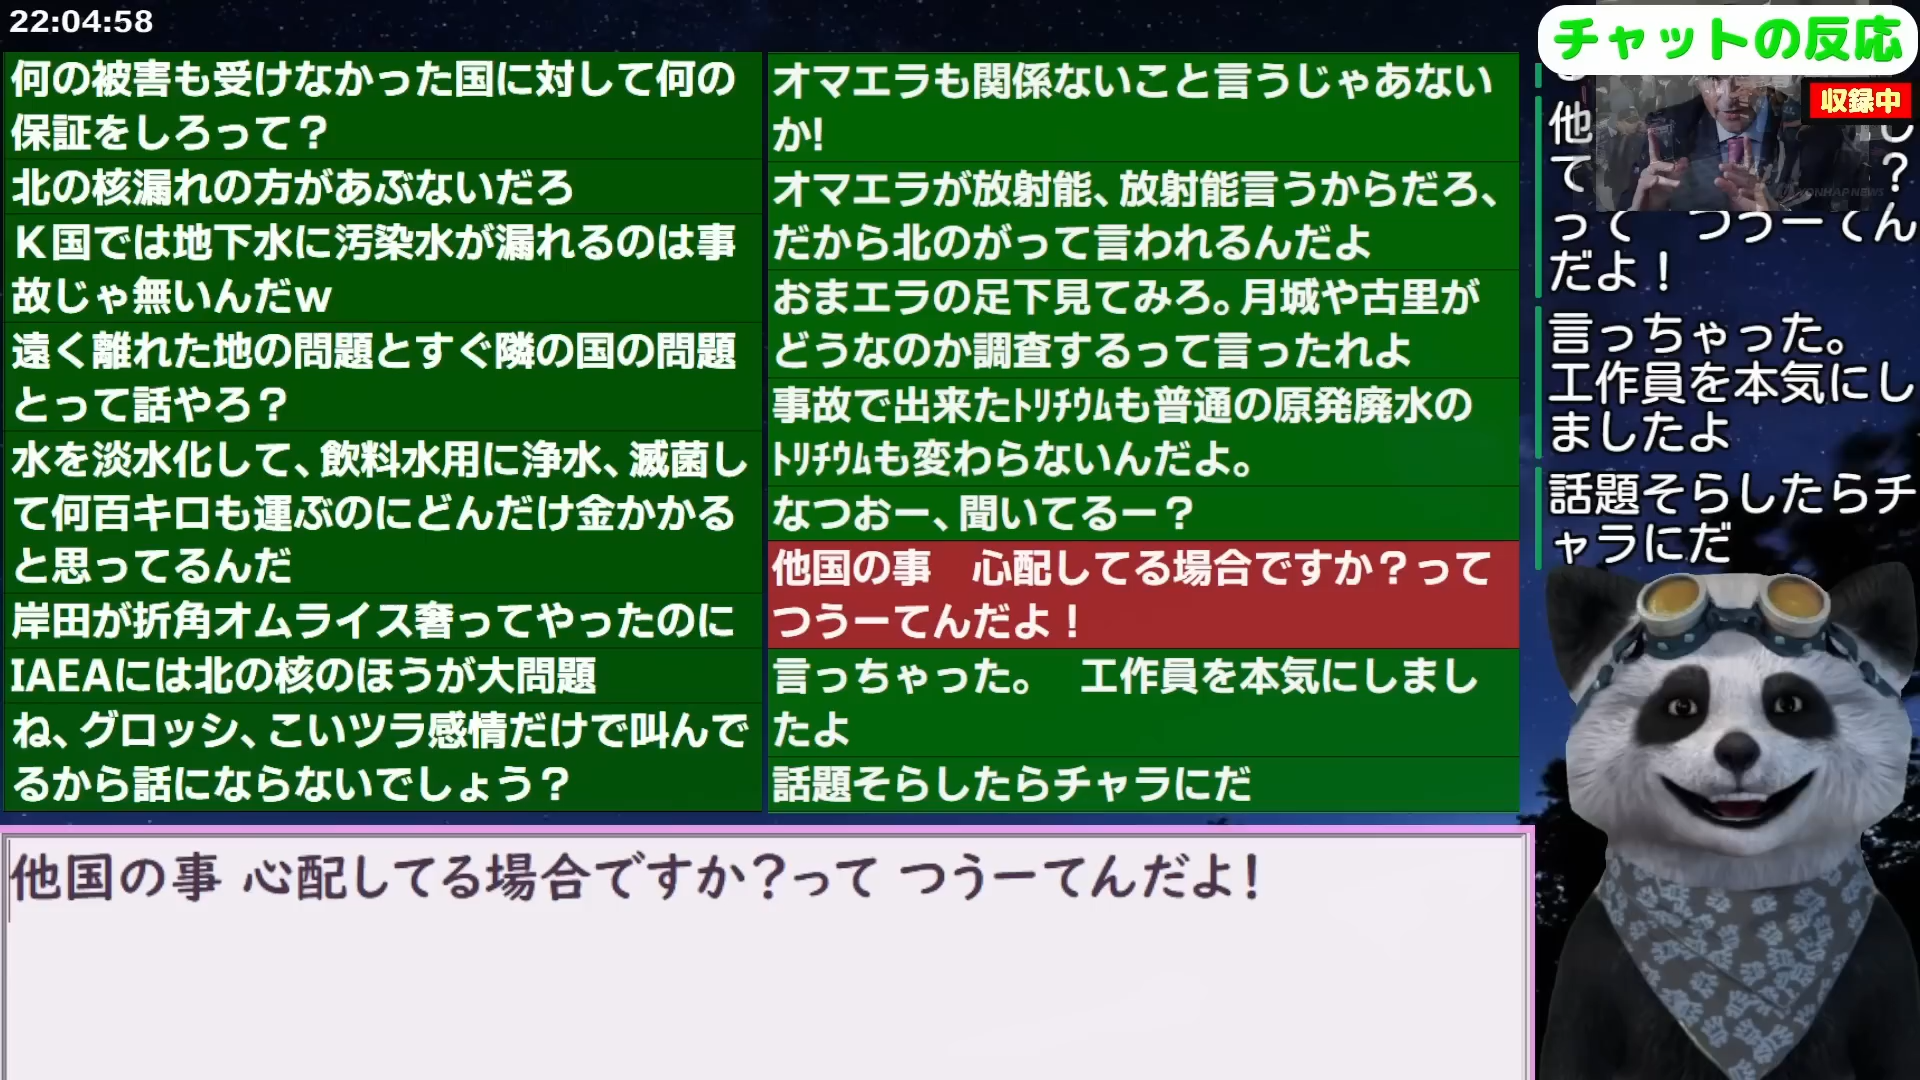 22:04:58
何の被害も受けなかった国に対して何の
保証をしろって？
北の核漏れの方があぶないだろ
Ｋ国では地下水に汚染水が漏れるのは事
故じゃ無いんだｗ
遠く離れた地の問題とすぐ隣の国の問題
とって話やろ？
水を淡水化して、飲料水用に浄水、滅菌し
て何百キロも運ぶのにどんだけ金かかる
と思ってるんだ
岸田が折角オムライス奢ってやったのに
IAEAには北の核のほうが大問題
ね、グロッシ、こいツラ感情だけで叫んで
るから話にならないでしょう？
オマエラも関係ないこと言うじゃあない
か!
オマエラが放射能、放射能言うからだろ、
だから北のがって言われるんだよ
おまエラの足下見てみろ。月城や古里が
どうなのか調査するって言ったれよ
事故で出来たﾄﾘﾁｳﾑも普通の原発廃水の
ﾄﾘﾁｳﾑも変わらないんだよ。
なつおー、聞いてるー？
他国の事　心配してる場合ですか？って
つうーてんだよ！
言っちゃった。　工作員を本気にしまし
たよ
話題そらしたらチャラにだ
チャットの反応
収録中
YONHAP NEWS
他
て　？
って　つうーてん
だよ！
言っちゃった。
工作員を本気にし
ましたよ
話題そらしたらチ
ャラにだ
他国の事 心配してる場合ですか？って つうーてんだよ！